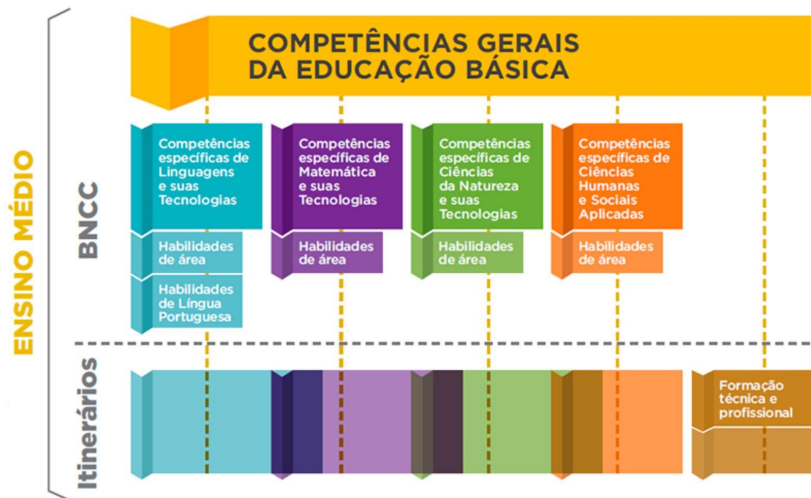 COMPETÊNCIAS GERAIS
DA EDUCAÇÃO BÁSICA
ENSINO MÉDIO
BNCC
Competências
específicas de
Linguagens
e suas
Tecnologias
Competências
específicas de
Matemática
e suas
Tecnologias
Competências
específicas de
Ciências
da Natureza
e suas
Tecnologias
Competências
específicas de
Ciências
Humanas
e Sociais
Aplicadas
Habilidades
de área
Habilidades
de área
Habilidades
de área
Habilidades
de área
Habilidades
de Língua
Portuguesa
Itinerários
Formação
técnica e
profissional